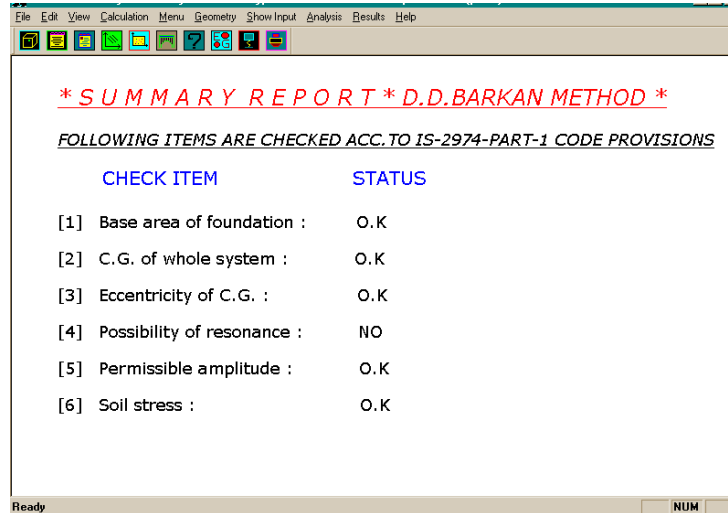 File Edit View Calculation Menu Geometry Show Input Analysis Results Help
* S U M M A R Y R E P O R T * D.D.BARKAN METHOD *
FOLLOWING ITEMS ARE CHECKED ACC.TO IS-2974-PART-1 CODE PROVISIONS
CHECK ITEM STATUS
[1] Base area of foundation : O.K
[2] C.G. of whole system : O.K
[3] Eccentricity of C.G. : O.K
[4] Possibility of resonance : NO
[5] Permissible amplitude : O.K
[6] Soil stress : O.K
Ready NUM